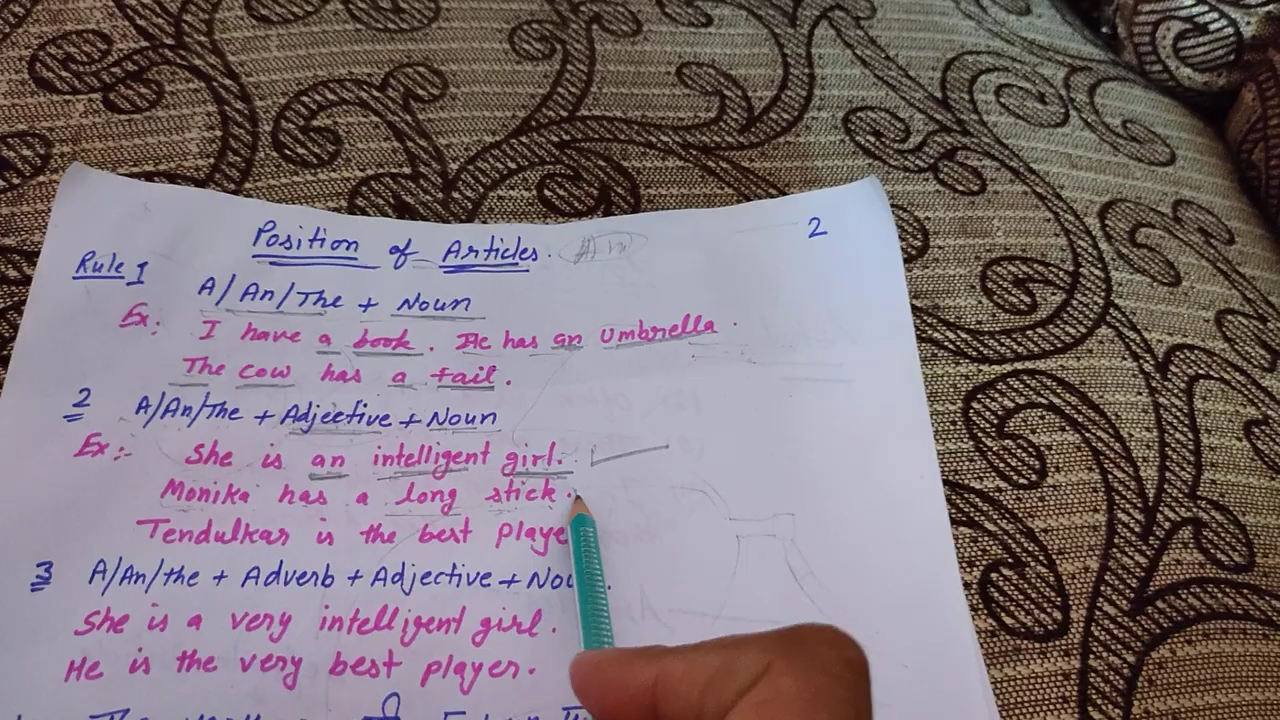 Position of Articles. 2
Rule 1
A/An/The + Noun
Ex: I have a book. He has an Umbrella.
The cow has a tail.
2 A/An/The + Adjective + Noun
Ex:- She is an intelligent girl.
Monika has a long stick.
Tendulkar is the best playe
3 A/An/the + Adverb + Adjective + Nou
She is a very intelligent girl.
He is the very best player.